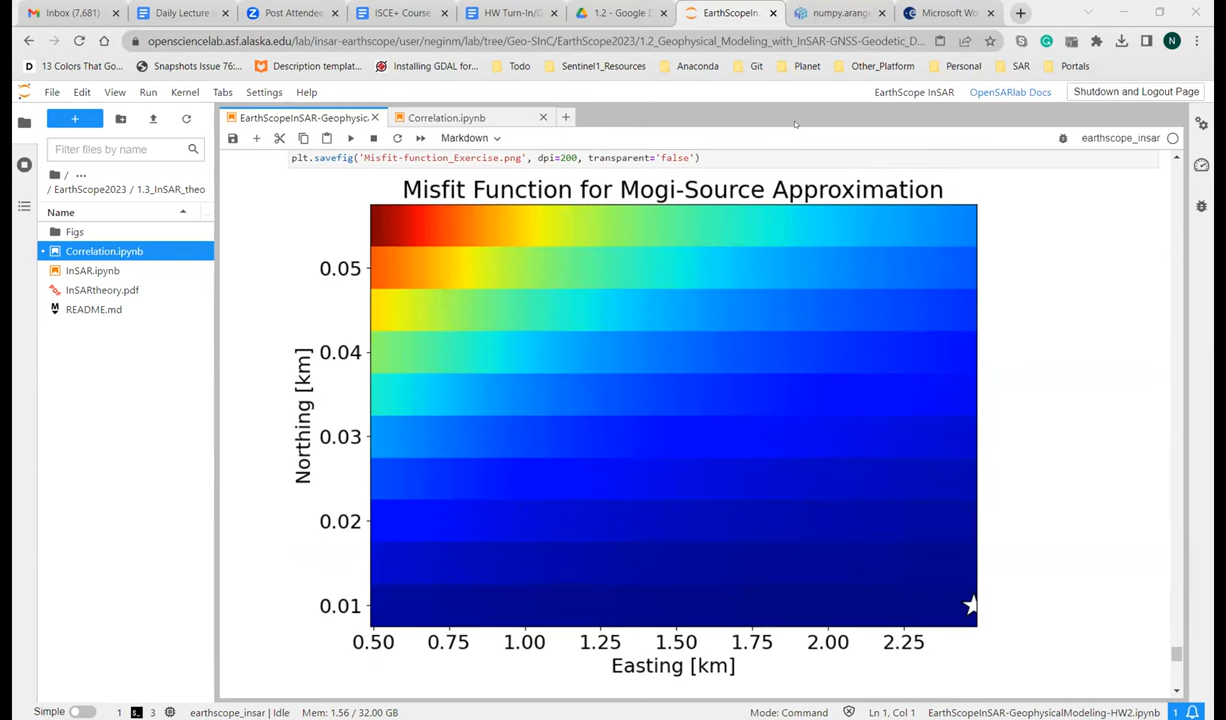 Inbox (7,681)
Daily Lecture
Post Attendee
ISCE+ Course
HW Turn-In/G
1.2 - Google D
EarthScopeIn
numpy.arange
Microsoft Wo
openscienceLab.asf.alaska.edu/lab/insar-earthscope/user/neginm/lab/tree/Geo-SInC/EarthScope2023/1.2_Geophysical_Modeling_with_InSAR-GNSS-Geodetic_D...
N
13 Colors That Go...
Snapshots Issue 76:...
Description templat...
Installing GDAL for...
Todo
Sentinel1_Resources
Anaconda
Git
Planet
Other_Platform
Personal
SAR
Portals
File Edit View Run Kernel Tabs Settings Help
EarthScope InSAR
OpenSARlab Docs
Shutdown and Logout Page
EarthScopeInSAR-Geophysic
Correlation.ipynb
Markdown
earthscope_insar
Filter files by name
/ ...
/ EarthScope2023 / 1.3_InSAR_theo
Name
Figs
Correlation.ipynb
InSAR.ipynb
InSARtheory.pdf
README.md
plt.savefig('Misfit-function_Exercise.png', dpi=200, transparent='false')
Misfit Function for Mogi-Source Approximation
Northing [km]
0.05
0.04
0.03
0.02
0.01
0.50 0.75 1.00 1.25 1.50 1.75 2.00 2.25
Easting [km]
Simple
1
3
earthscope_insar | Idle
Mem: 1.56 / 32.00 GB
Mode: Command
Ln 1, Col 1
EarthScopeInSAR-GeophysicalModeling-HW2.ipynb
1